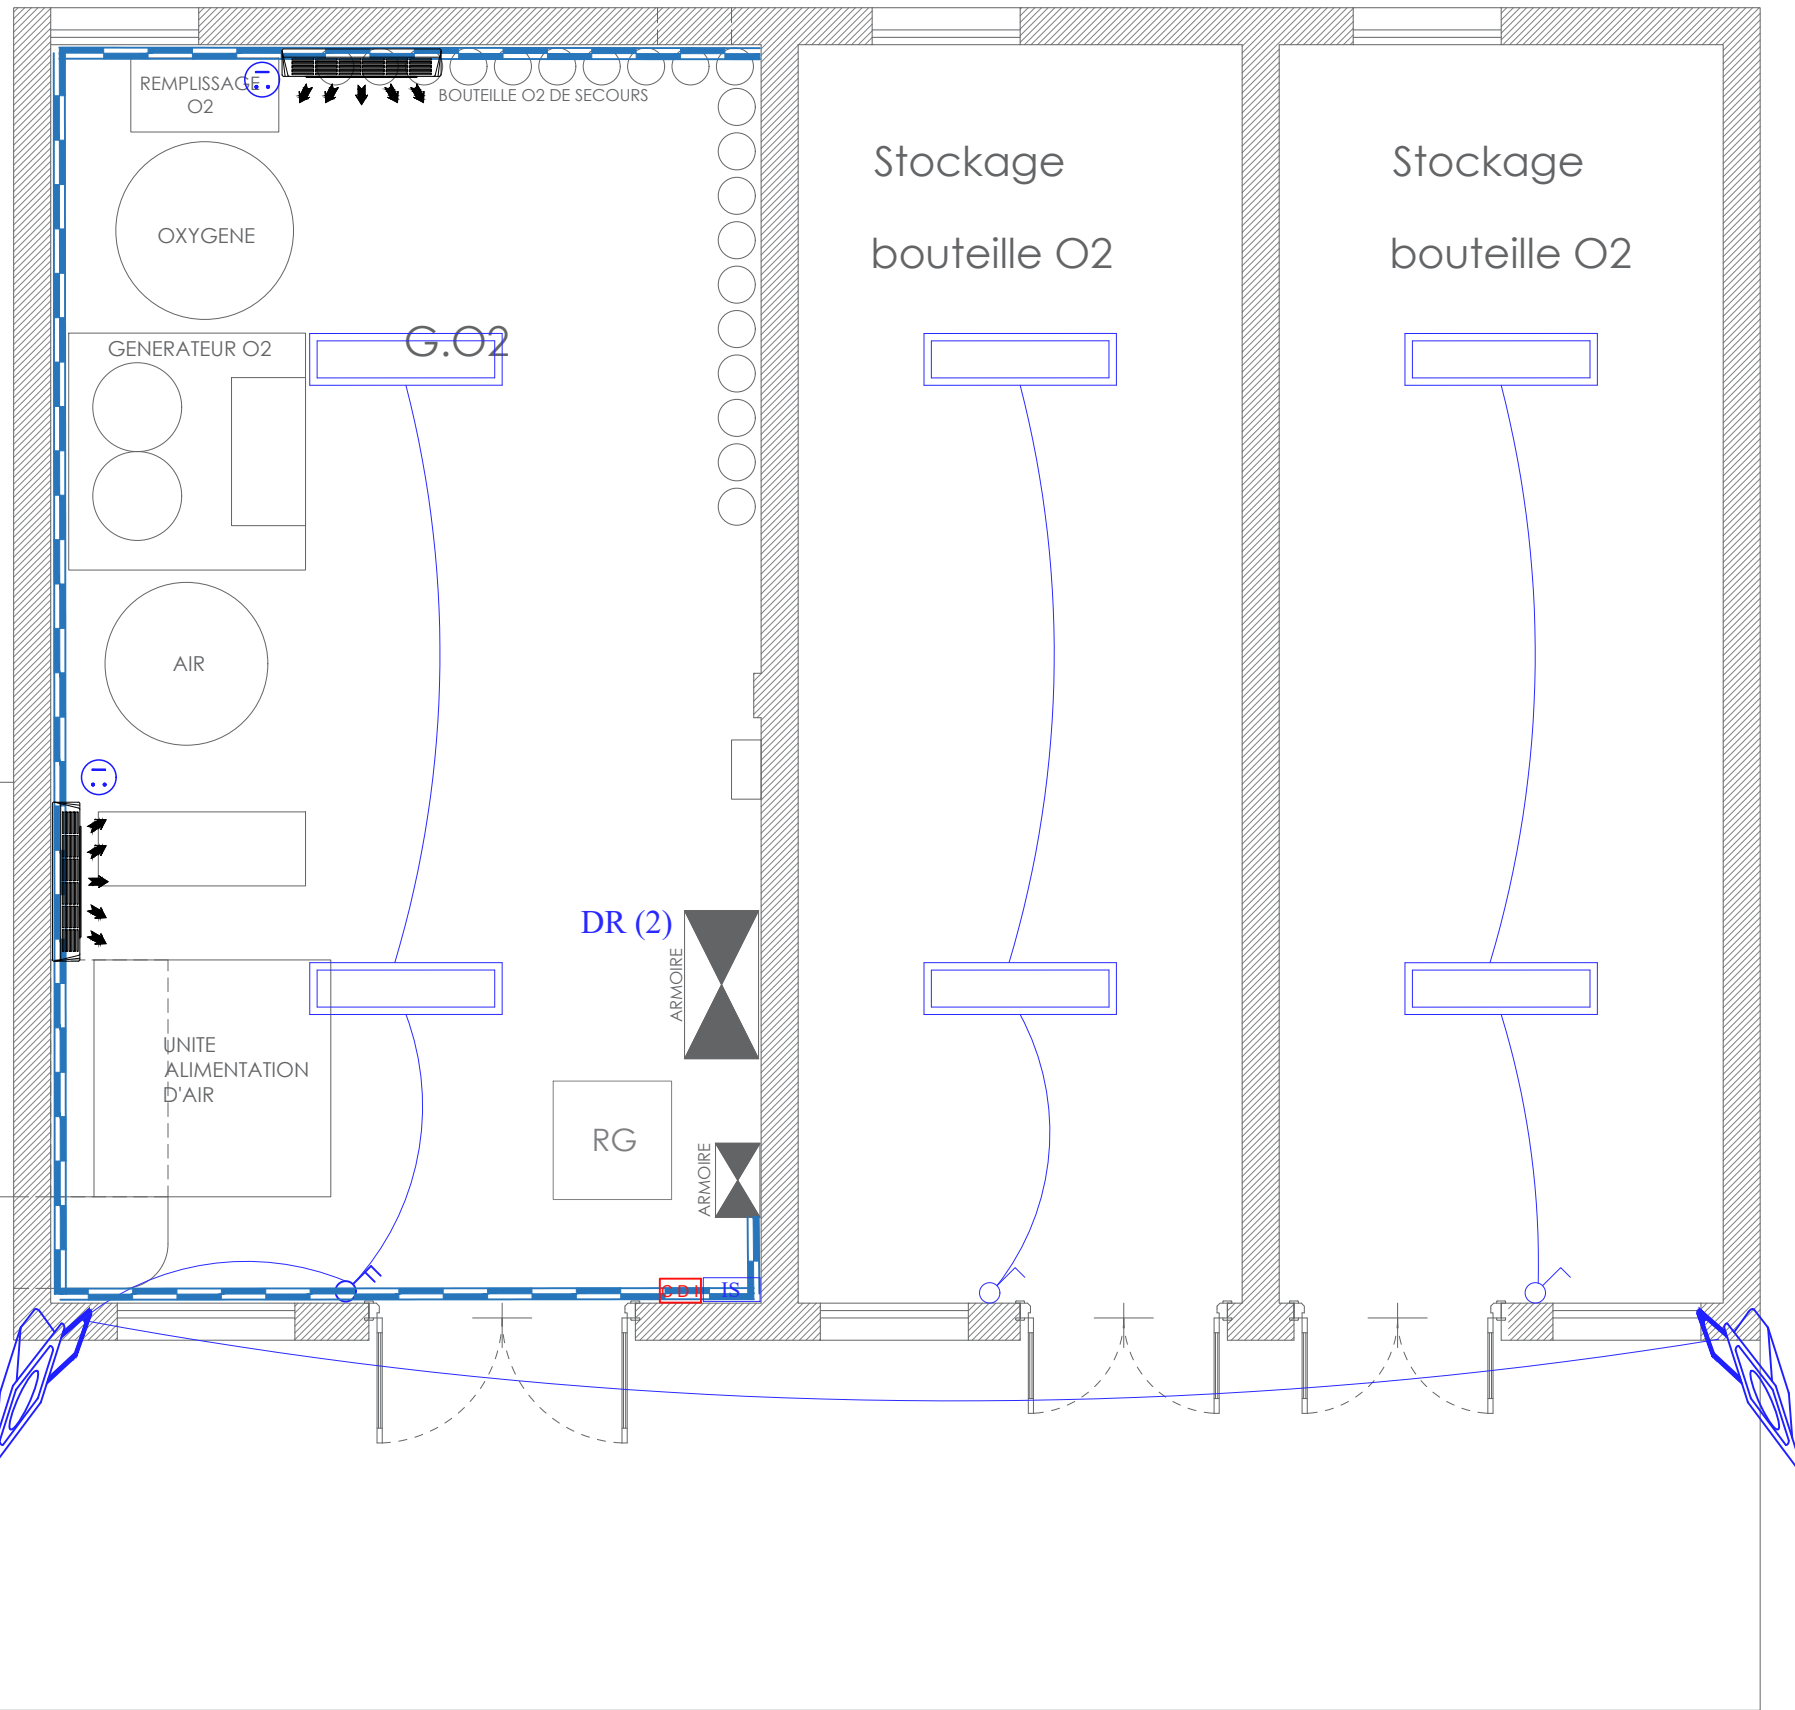 REMPLISSAGE
O2
BOUTEILLE O2 DE SECOURS
Stockage
bouteille O2
Stockage
bouteille O2
OXYGENE
G.O2
GENERATEUR O2
AIR
DR (2)
ARMOIRE
UNITE
ALIMENTATION
D'AIR
RG
ARMOIRE
CDI
IS